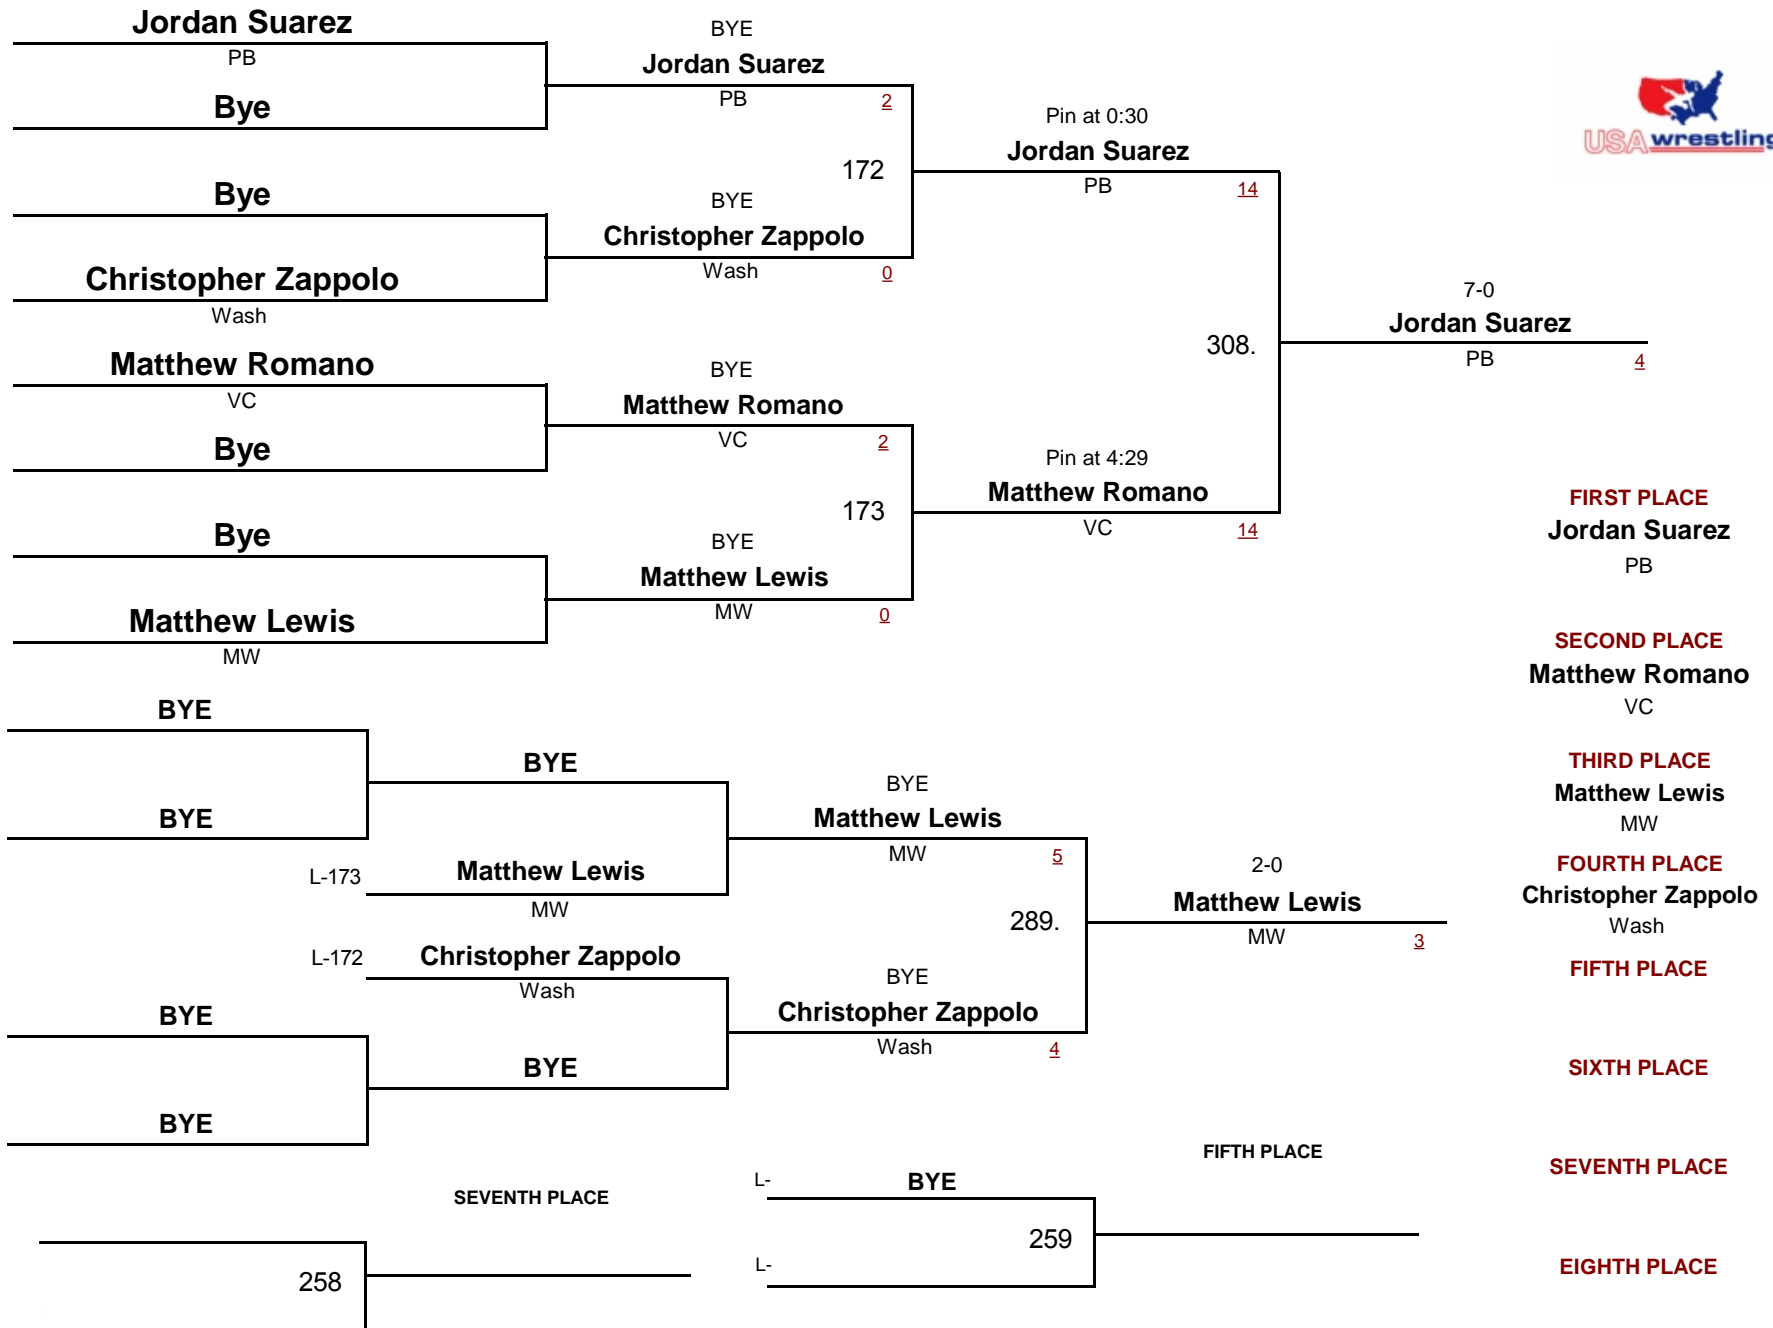 Jordan Suarez
PB
Bye
Bye
Christopher Zappolo
Wash
Matthew Romano
VC
Bye
Bye
Matthew Lewis
MW
BYE
Jordan Suarez
PB
2
172
BYE
Christopher Zappolo
Wash
0
BYE
Matthew Romano
VC
2
173
BYE
Matthew Lewis
MW
0
Pin at 0:30
Jordan Suarez
PB
14
308.
Pin at 4:29
Matthew Romano
VC
14
7-0
Jordan Suarez
PB
4
USA wrestling
FIRST PLACE
Jordan Suarez
PB
SECOND PLACE
Matthew Romano
VC
THIRD PLACE
Matthew Lewis
MW
FOURTH PLACE
Christopher Zappolo
Wash
FIFTH PLACE
SIXTH PLACE
SEVENTH PLACE
EIGHTH PLACE
BYE
BYE
BYE
L-173
Matthew Lewis
MW
L-172
Christopher Zappolo
Wash
BYE
BYE
BYE
BYE
Matthew Lewis
MW
5
289.
BYE
Christopher Zappolo
Wash
4
2-0
Matthew Lewis
MW
3
SEVENTH PLACE
258
FIFTH PLACE
L-
BYE
259
L-